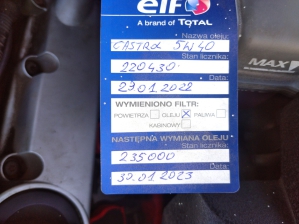 elf
A brand of TOTAL
Nazwa oleju:
CASTROL 5W40
Stan licznika:
220430
Data:
23.01.2022
WYMIENIONO FILTR:
POWIETRZA OLEJU X PALIWA
KABINOWY
NASTĘPNA WYMIANA OLEJU
Stan licznika:
235000
Data:
30.01.2023
MAX